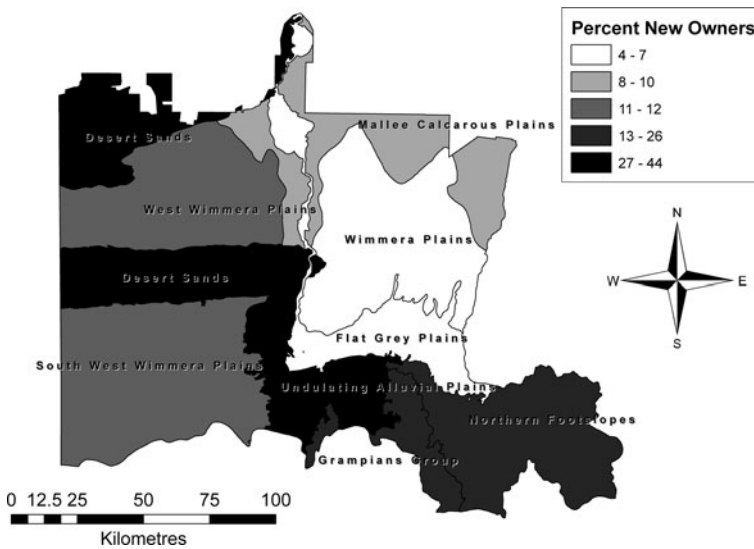 Percent New Owners
4 - 7
8 - 10
11 - 12
13 - 26
27 - 44
Mallee Calcarous Plains
Desert Sands
West Wimmera Plains
Wimmera Plains
N
W
E
S
Desert Sands
Flat Grey Plains
South West Wimmera Plains
Undulating Alluvial Plains
Northern Footslopes
Grampians Group
0 12.5 25 50 75 100
Kilometres